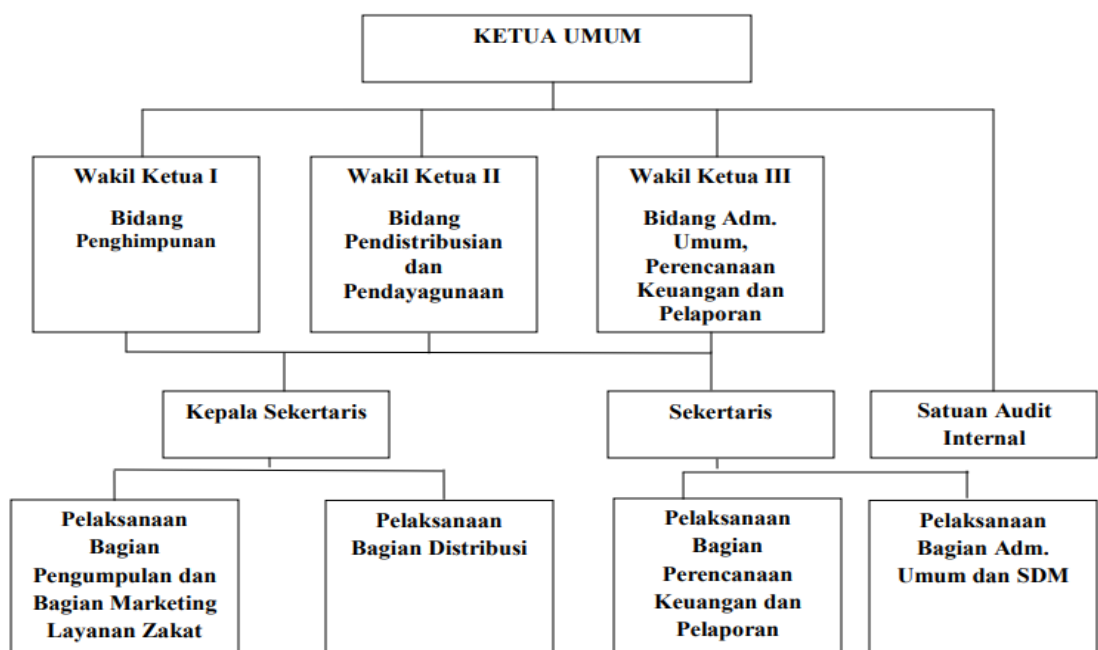 KETUA UMUM
Wakil Ketua I
Bidang
Penghimpunan
Wakil Ketua II
Bidang
Pendistribusian
dan
Pendayagunaan
Wakil Ketua III
Bidang Adm.
Umum,
Perencanaan
Keuangan dan
Pelaporan
Kepala Sekertaris
Sekertaris
Satuan Audit
Internal
Pelaksanaan
Bagian
Pengumpulan dan
Bagian Marketing
Layanan Zakat
Pelaksanaan
Bagian Distribusi
Pelaksanaan
Bagian
Perencanaan
Keuangan dan
Pelaporan
Pelaksanaan
Bagian Adm.
Umum dan SDM